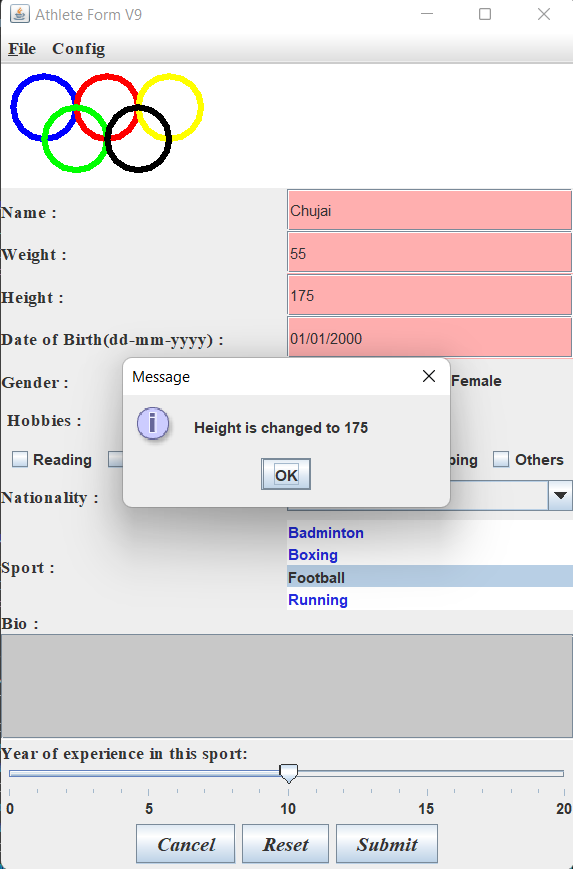 Athlete Form V9
File Config
Name : Chujai
Weight : 55
Height : 175
Date of Birth(dd-mm-yyyy) : 01/01/2000
Gender : Female
Message
Height is changed to 175
OK
Hobbies :
Reading Others
Nationality :
Sport :
Badminton
Boxing
Football
Running
Bio :
Year of experience in this sport:
0 5 10 15 20
Cancel Reset Submit